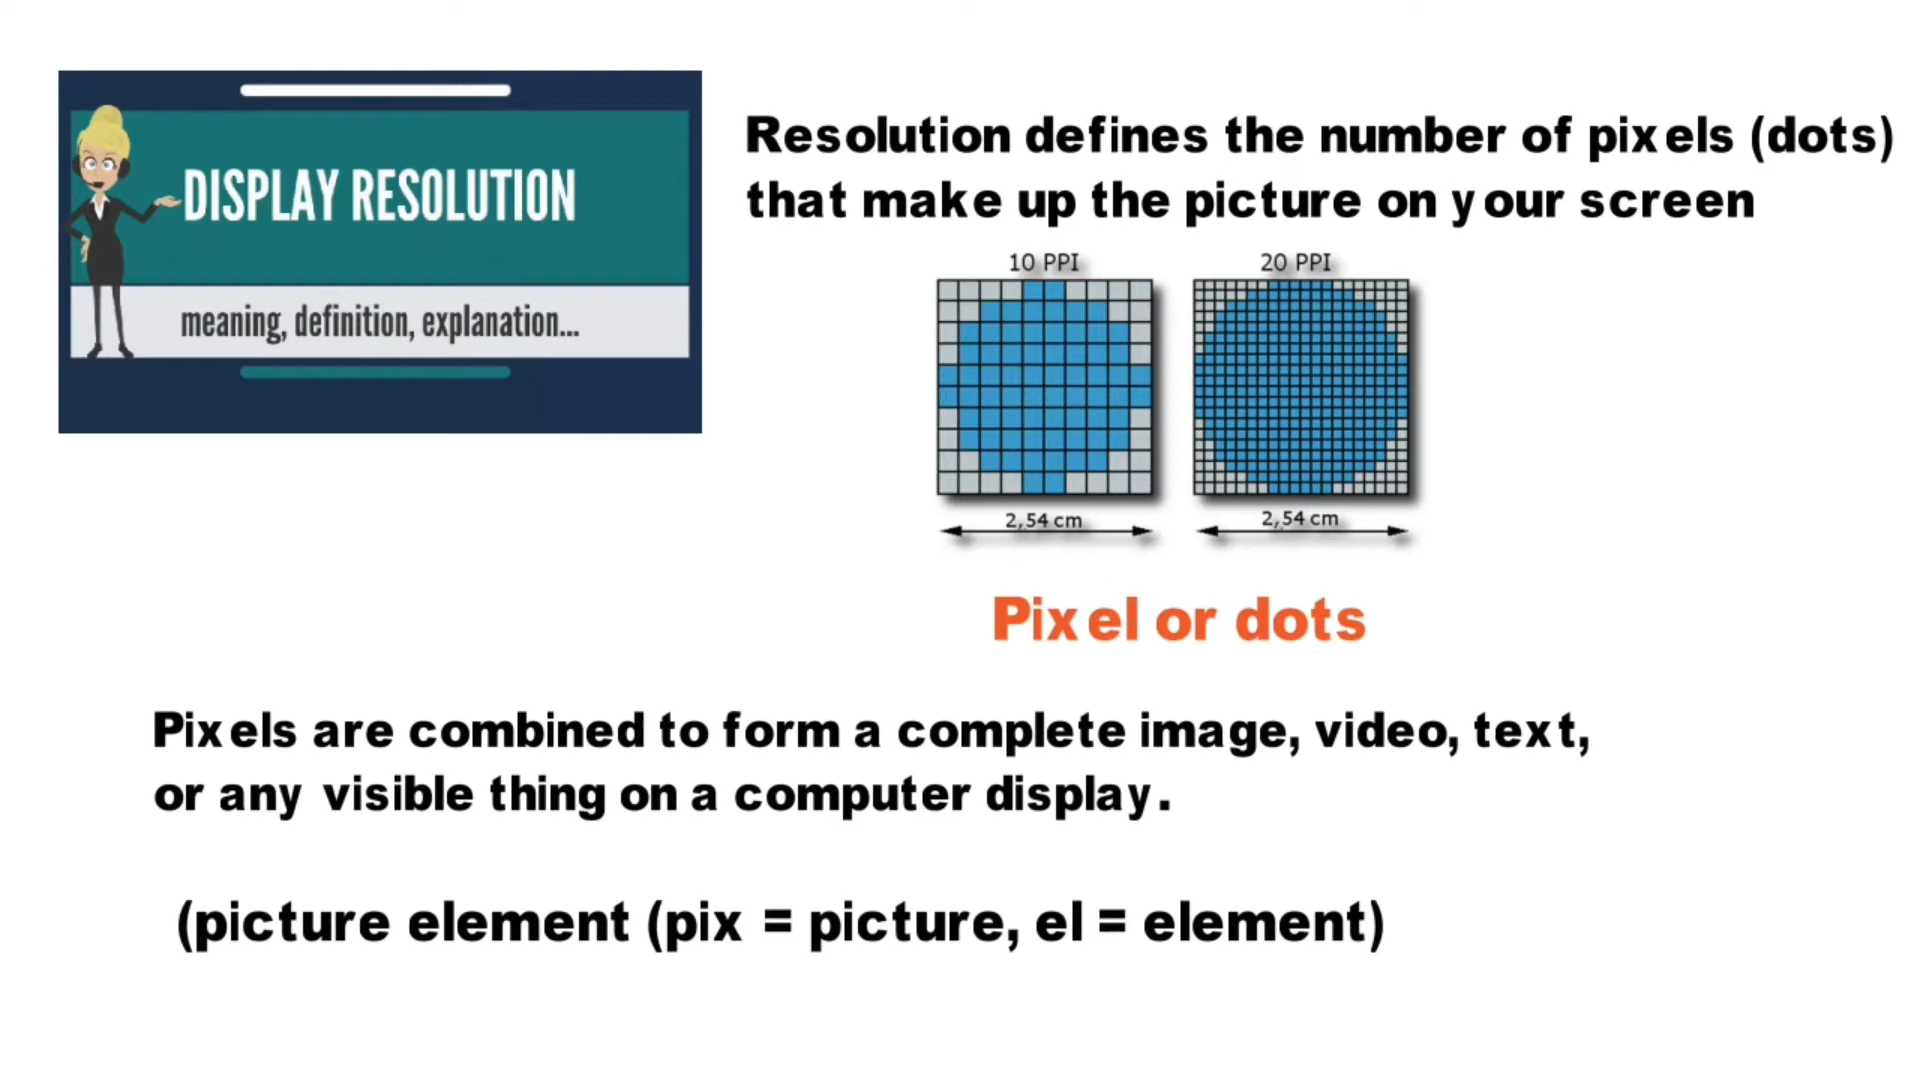 DISPLAY RESOLUTION
meaning, definition, explanation...
Resolution defines the number of pixels (dots)
that make up the picture on your screen
10 PPI
20 PPI
2,54 cm
2,54 cm
Pixel or dots
Pixels are combined to form a complete image, video, text,
or any visible thing on a computer display.
(picture element (pix = picture, el = element)